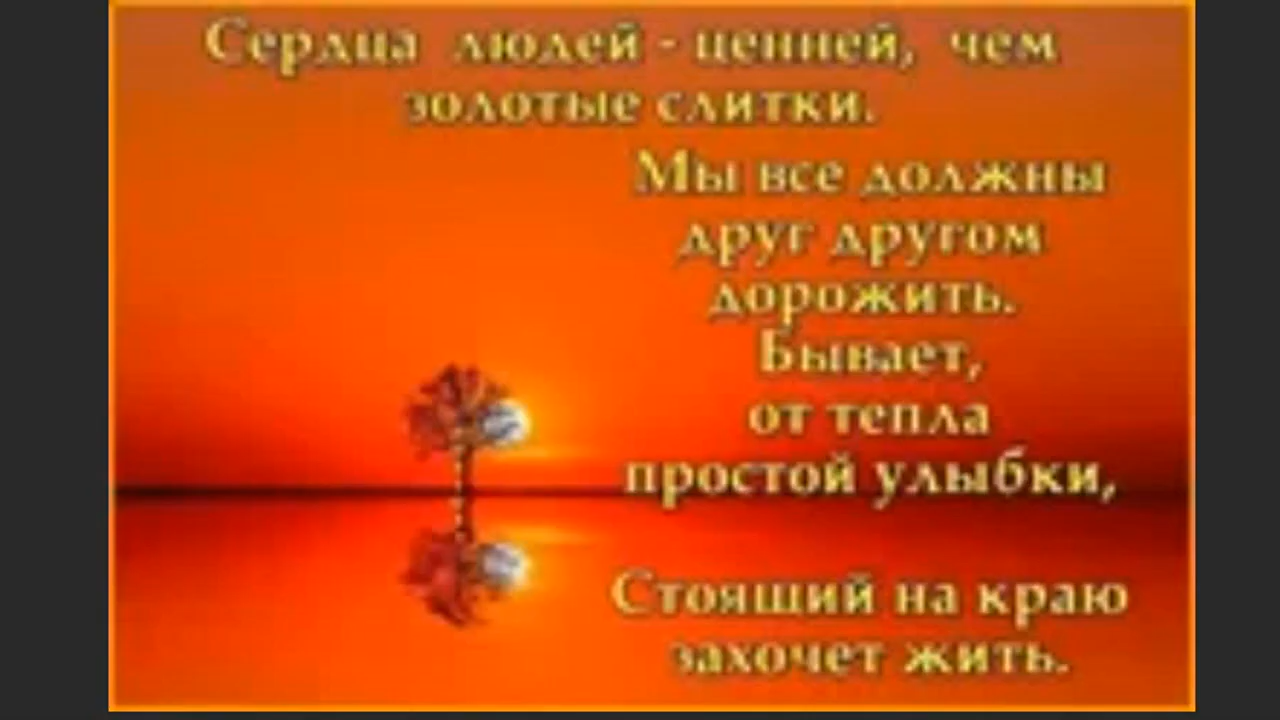 Сердца людей - ценней, чем
золотые слитки.
Мы все должны
друг другом
дорожить.
Бывает,
от тепла
простой улыбки,
Стоящий на краю
захочет жить.